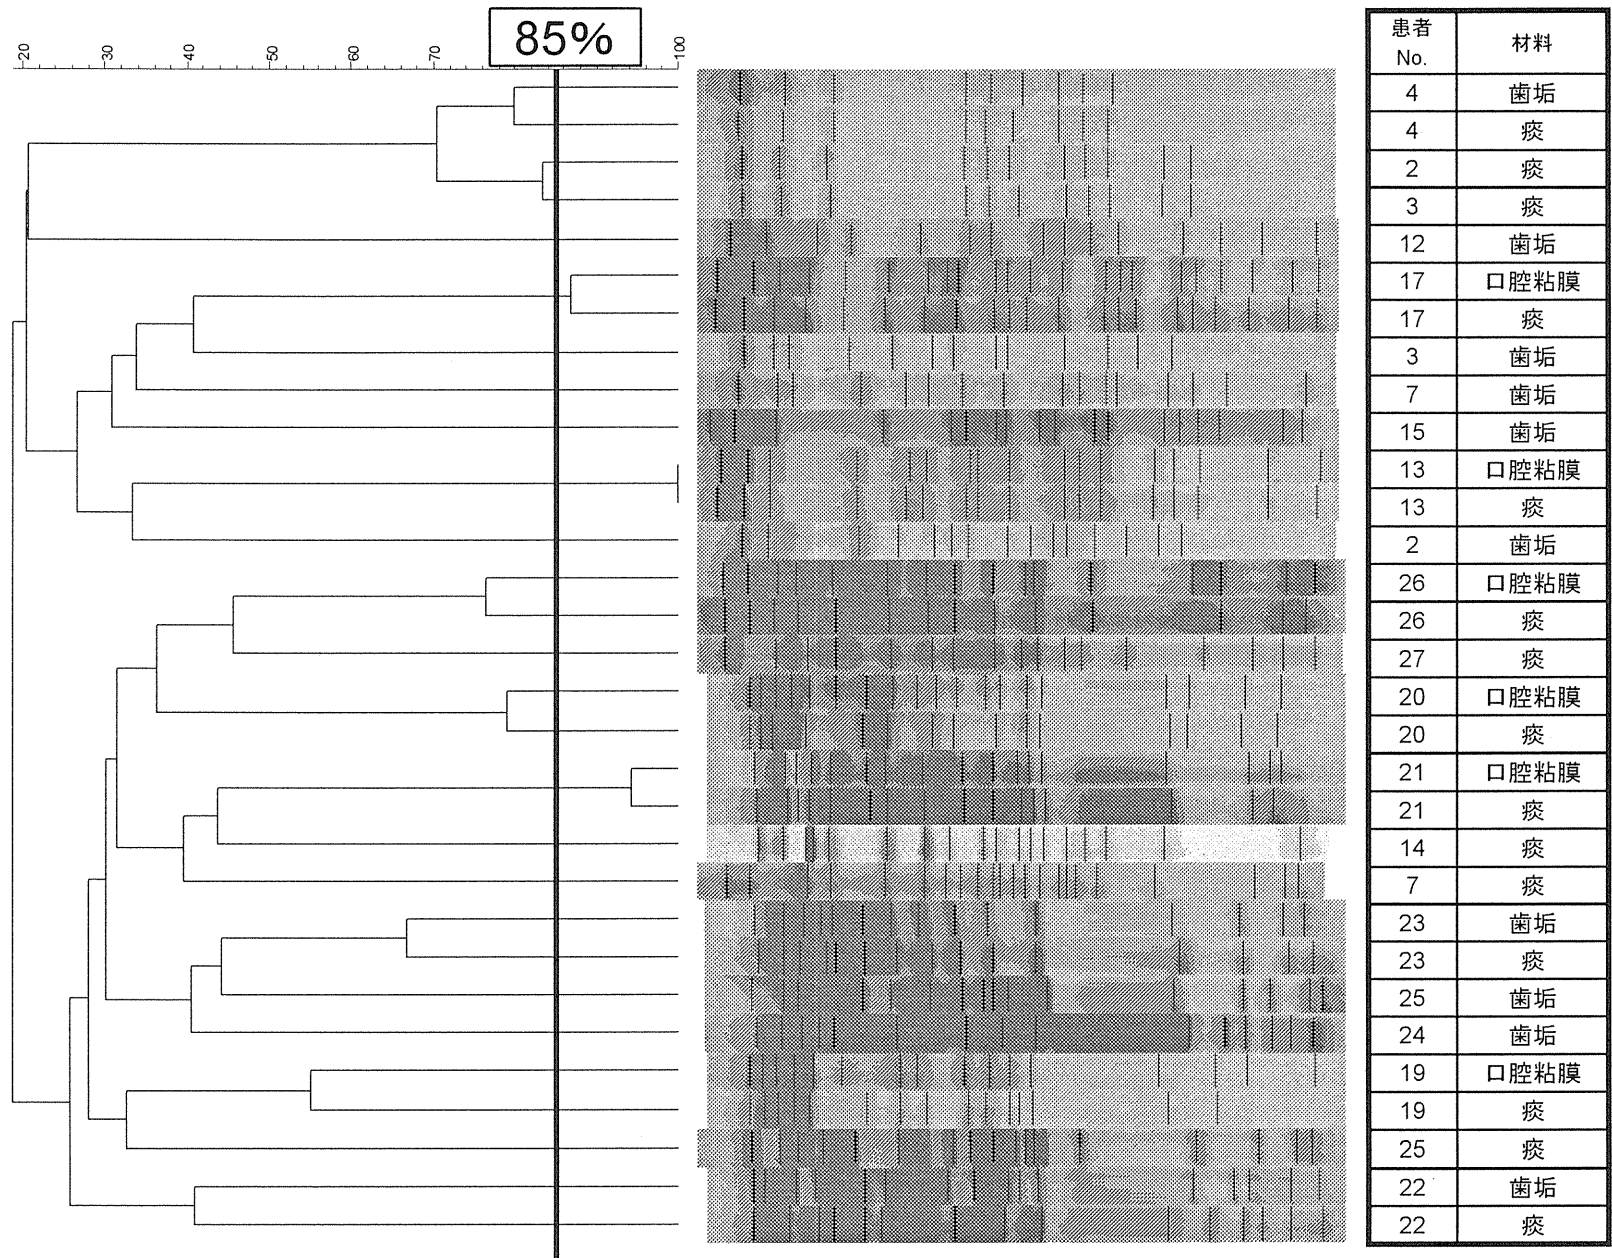 20 30 40 50 60 70 85% 100
患者 No. 材料
4 歯垢
4 痰
2 痰
3 痰
12 歯垢
17 口腔粘膜
17 痰
3 歯垢
7 歯垢
15 歯垢
13 口腔粘膜
13 痰
2 歯垢
26 口腔粘膜
26 痰
27 痰
20 口腔粘膜
20 痰
21 口腔粘膜
21 痰
14 痰
7 痰
23 歯垢
23 痰
25 歯垢
24 歯垢
19 口腔粘膜
19 痰
25 痰
22 歯垢
22 痰